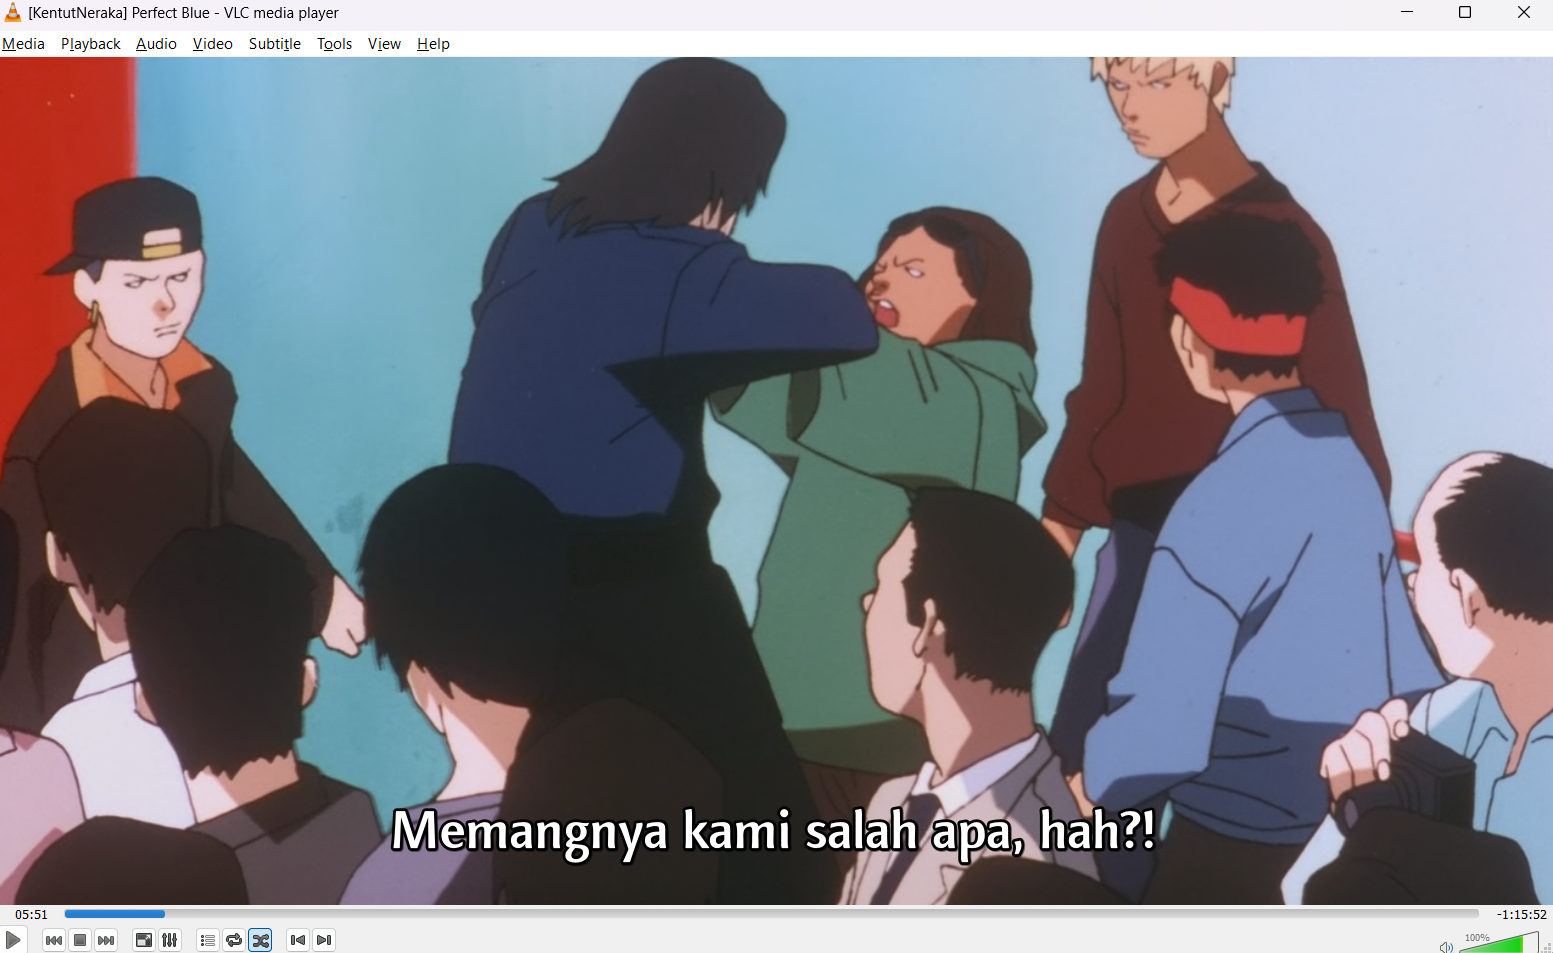 [KentutNeraka] Perfect Blue - VLC media player
Media Playback Audio Video Subtitle Tools View Help
Memangnya kami salah apa, hah?!
05:51 -1:15:52
100%